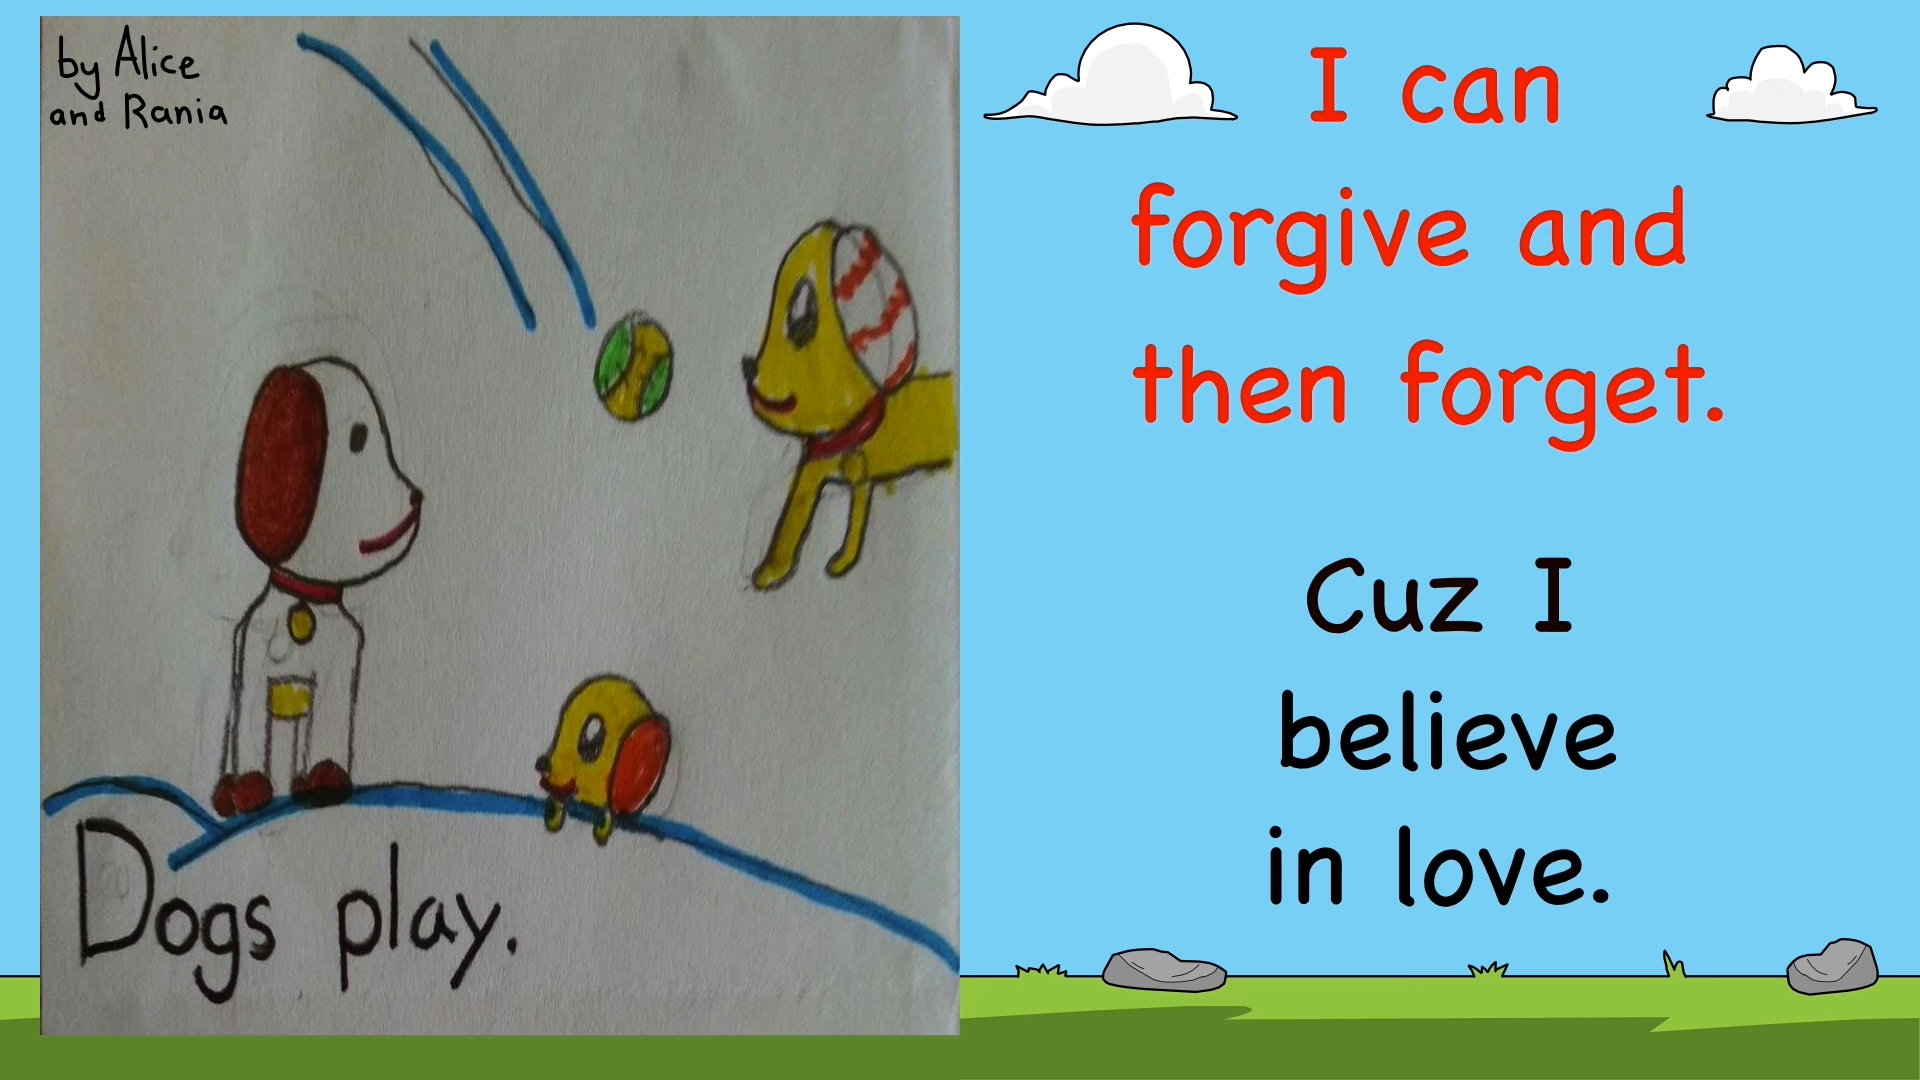 by Alice
and Rania
Dogs play.
I can
forgive and
then forget.
Cuz I
believe
in love.